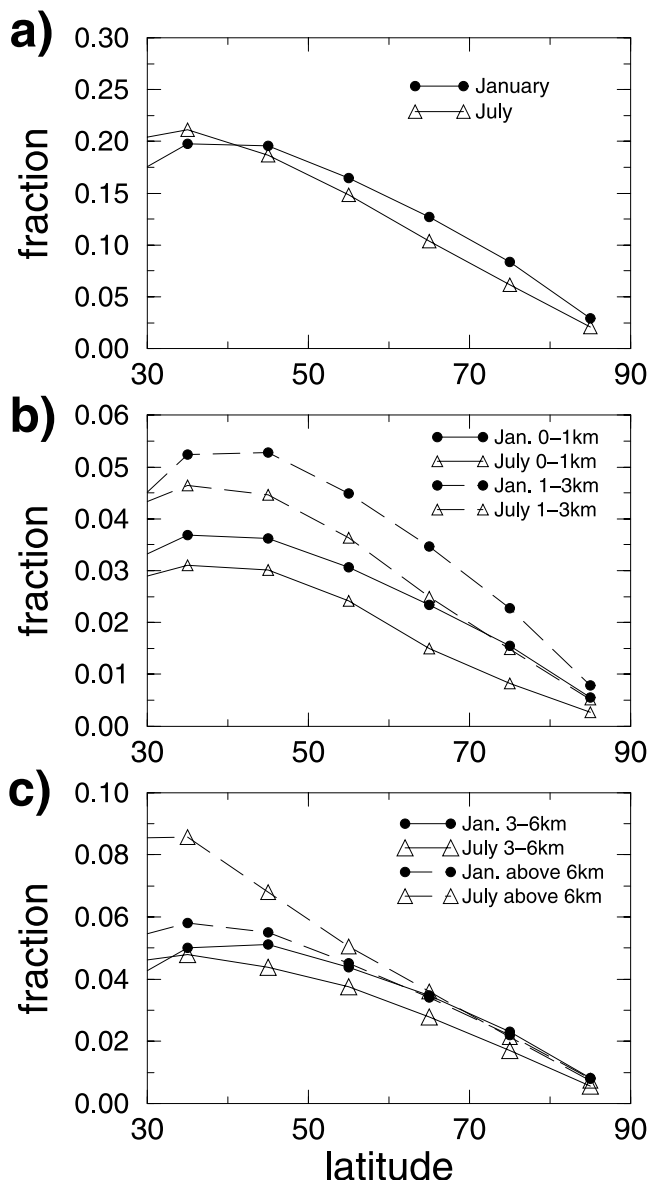 a)
0.30
0.25
0.20
0.15
0.10
0.05
0.00
fraction
January
July
30
50
70
90
b)
0.06
0.05
0.04
0.03
0.02
0.01
0.00
fraction
Jan. 0–1km
July 0–1km
Jan. 1–3km
July 1–3km
30
50
70
90
c)
0.10
0.08
0.06
0.04
0.02
0.00
fraction
Jan. 3–6km
July 3–6km
Jan. above 6km
July above 6km
30
50
70
90
latitude